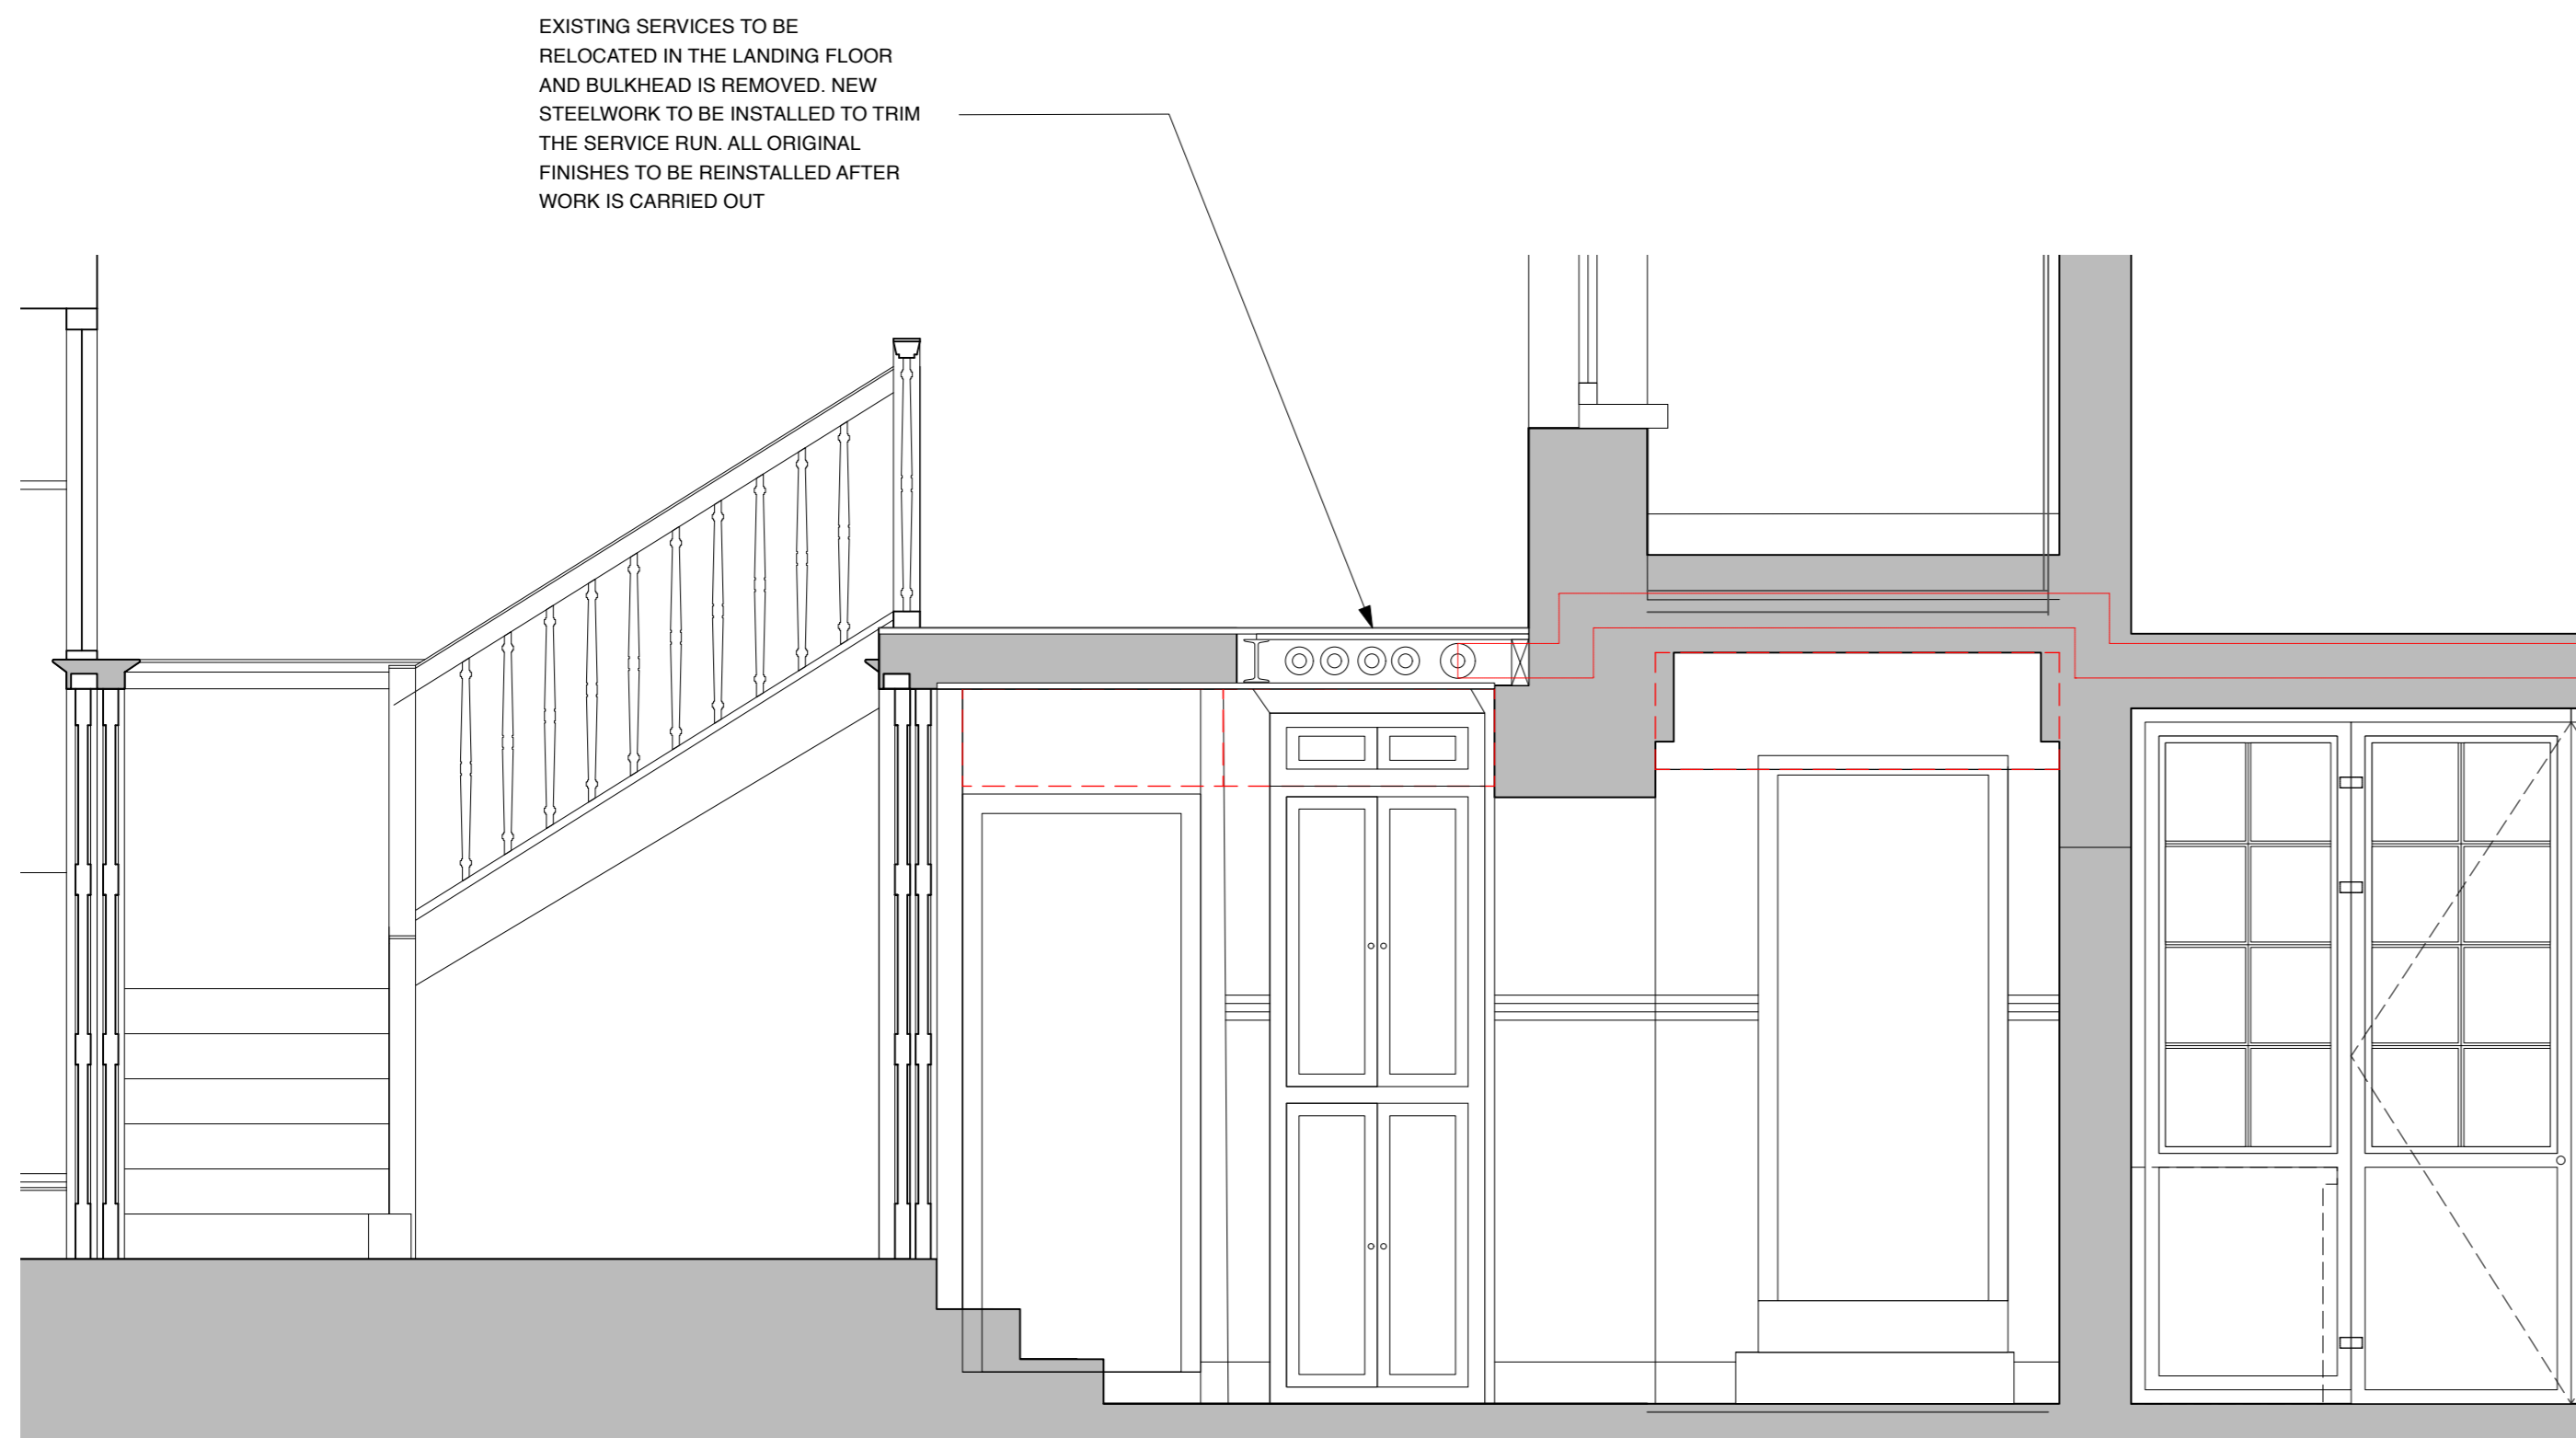 EXISTING SERVICES TO BE
RELOCATED IN THE LANDING FLOOR
AND BULKHEAD IS REMOVED. NEW
STEELWORK TO BE INSTALLED TO TRIM
THE SERVICE RUN. ALL ORIGINAL
FINISHES TO BE REINSTALLED AFTER
WORK IS CARRIED OUT